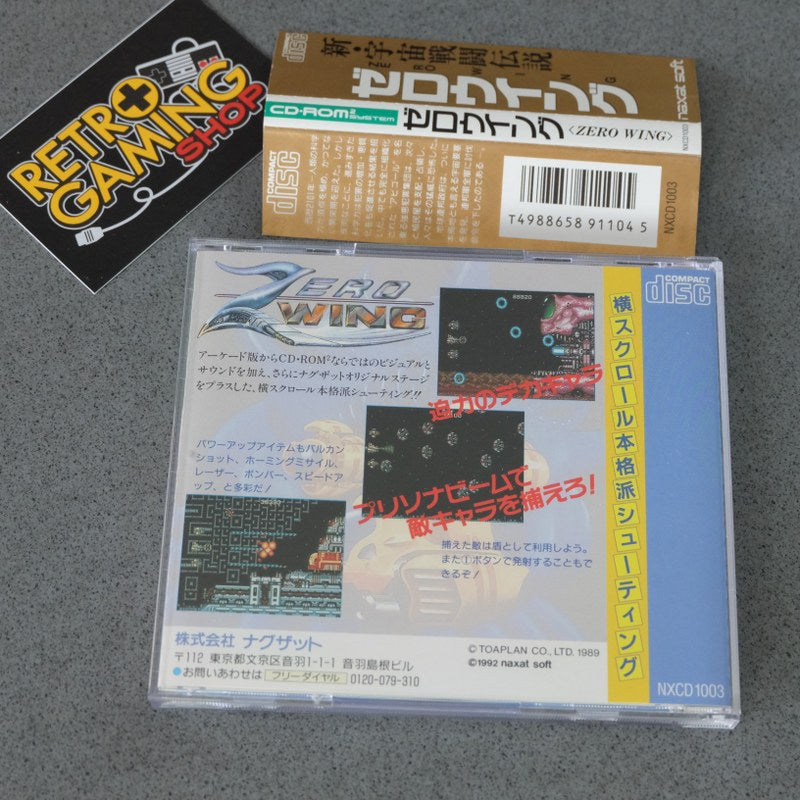 RETRO
GAMING
SHOP
COMPACT
disc
新・宇宙戦闘伝説
ZERO WING
ゼロウイング
naxat soft
CD-ROM²
SYSTEM
ゼロウイング
〈ZERO WING〉
NXCD1003
COMPACT
disc
T4988658 91104 5
NXCD1003
ZERO
WING
アーケード版からCD・ROM²ならではのビジュアルと
サウンドを加え、さらにナグザットオリジナルステージ
をプラスした、横スクロール本格派シューティング!!
88820
迫力のデカキャラ
パワーアップアイテムもバルカン
ショット、ホーミングミサイル、
レーザー、ボンバー、スピードア
ップ、と多彩だ!
プリソナビームで
敵キャラを捕えろ!
捕えた敵は盾として利用しよう。
また①ボタンで発射することもで
きるぞ!
株式会社 ナグザット
〒112 東京都文京区音羽1-1-1 音羽島根ビル
●お問いあわせは フリーダイヤル 0120-079-310
©TOAPLAN CO., LTD. 1989
©1992 naxat soft
横スクロール本格派シューティング
COMPACT
disc
NXCD1003